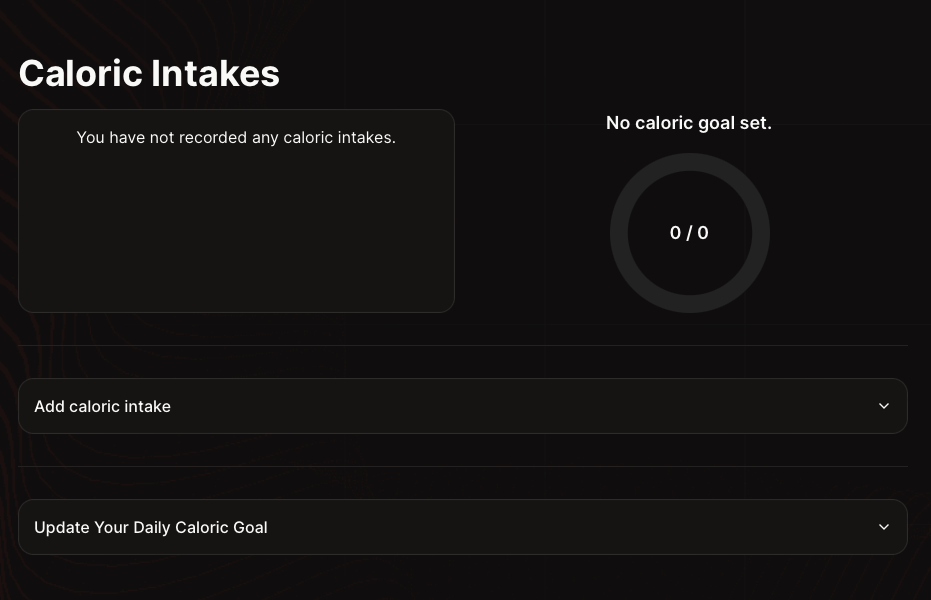 Caloric Intakes
You have not recorded any caloric intakes.
No caloric goal set.
0 / 0
Add caloric intake
Update Your Daily Caloric Goal